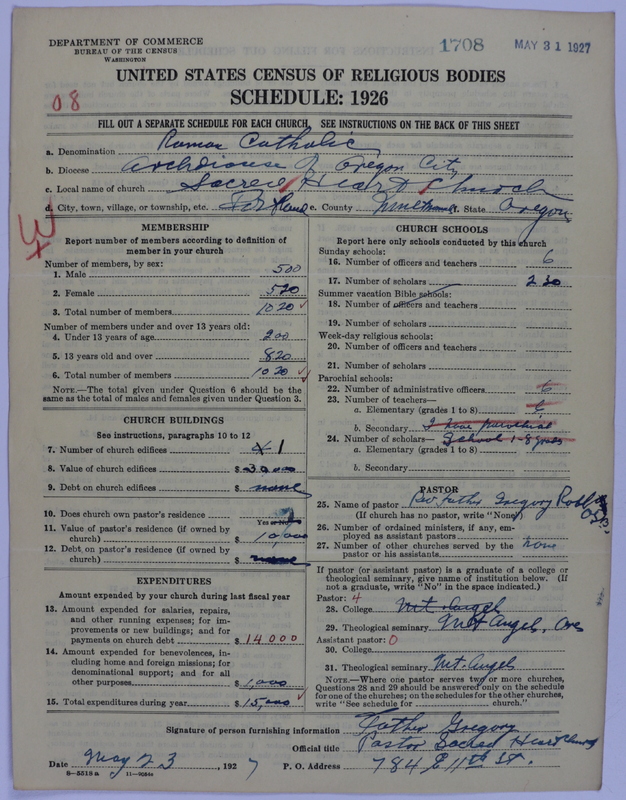 DEPARTMENT OF COMMERCE
BUREAU OF THE CENSUS
WASHINGTON
1708
MAY 31 1927
UNITED STATES CENSUS OF RELIGIOUS BODIES
SCHEDULE: 1926
08
FILL OUT A SEPARATE SCHEDULE FOR EACH CHURCH. SEE INSTRUCTIONS ON THE BACK OF THIS SHEET
a. Denomination Roman Catholic
b. Diocese Archdiocese of Oregon City
c. Local name of church Sacred Heart Church
d. City, town, village, or township, etc. Portland e. County f. State Oregon
MEMBERSHIP
Report number of members according to definition of
member in your church
Number of members, by sex:
1. Male 500
2. Female 520
3. Total number of members 1020
Number of members under and over 13 years old:
4. Under 13 years of age 200
5. 13 years old and over 820
6. Total number of members 1020
NOTE.—The total given under Question 6 should be the
same as the total of males and females given under Question 3.
CHURCH BUILDINGS
See instructions, paragraphs 10 to 12
7. Number of church edifices 1
8. Value of church edifices $
9. Debt on church edifices $ none
10. Does church own pastor's residence
Yes or No
11. Value of pastor's residence (if owned by
church) $ 10,000
12. Debt on pastor's residence (if owned by
church) $ none
EXPENDITURES
Amount expended by your church during last fiscal year
13. Amount expended for salaries, repairs,
and other running expenses; for im-
provements or new buildings; and for
payments on church debt $ 14000
14. Amount expended for benevolences, in-
cluding home and foreign missions; for
denominational support; and for all
other purposes $ 1,000
15. Total expenditures during year $ 15,000
CHURCH SCHOOLS
Report here only schools conducted by this church
Sunday schools:
16. Number of officers and teachers 6
17. Number of scholars 230
Summer vacation Bible schools:
18. Number of officers and teachers
19. Number of scholars
Week-day religious schools:
20. Number of officers and teachers
21. Number of scholars
Parochial schools:
22. Number of administrative officers 6
23. Number of teachers—
a. Elementary (grades 1 to 8) 6
b. Secondary I have parochial
24. Number of scholars— School 1-8 grades
a. Elementary (grades 1 to 8)
b. Secondary
PASTOR
25. Name of pastor Rev. Father Gregory O.S.B.
(If church has no pastor, write "None")
26. Number of ordained ministers, if any, em-
ployed as assistant pastors
27. Number of other churches served by the
pastor or his assistants none
If pastor (or assistant pastor) is a graduate of a college or
theological seminary, give name of institution below. (If
not a graduate, write "No" in the space indicated.)
Pastor: 4
28. College Mt. Angel
29. Theological seminary Mt Angel, Ore
Assistant pastor: 0
30. College
31. Theological seminary Mt. Angel
NOTE.—Where one pastor serves two or more churches,
Questions 28 and 29 should be answered only on the schedule
for one of the churches; on the schedules for the other churches,
write "See schedule for church."
Signature of person furnishing information Father Gregory
Official title Pastor Sacred Heart Church
Date May 23, 1927 P. O. Address 784 E 11th St.
8—5519a 11—9064